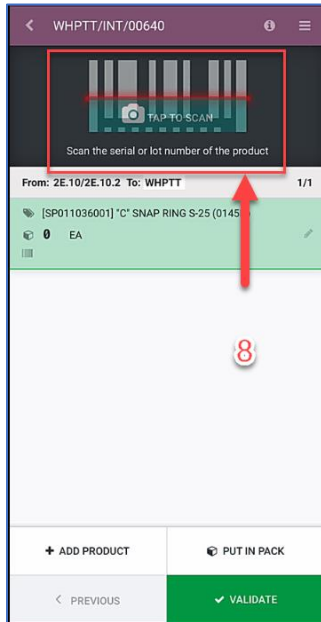 WHPTT/INT/00640
TAP TO SCAN
Scan the serial or lot number of the product
From: 2E.10/2E.10.2 To: WHPTT 1/1
[SP011036001] "C" SNAP RING S-25
0 EA
8
+ ADD PRODUCT
PUT IN PACK
PREVIOUS
VALIDATE